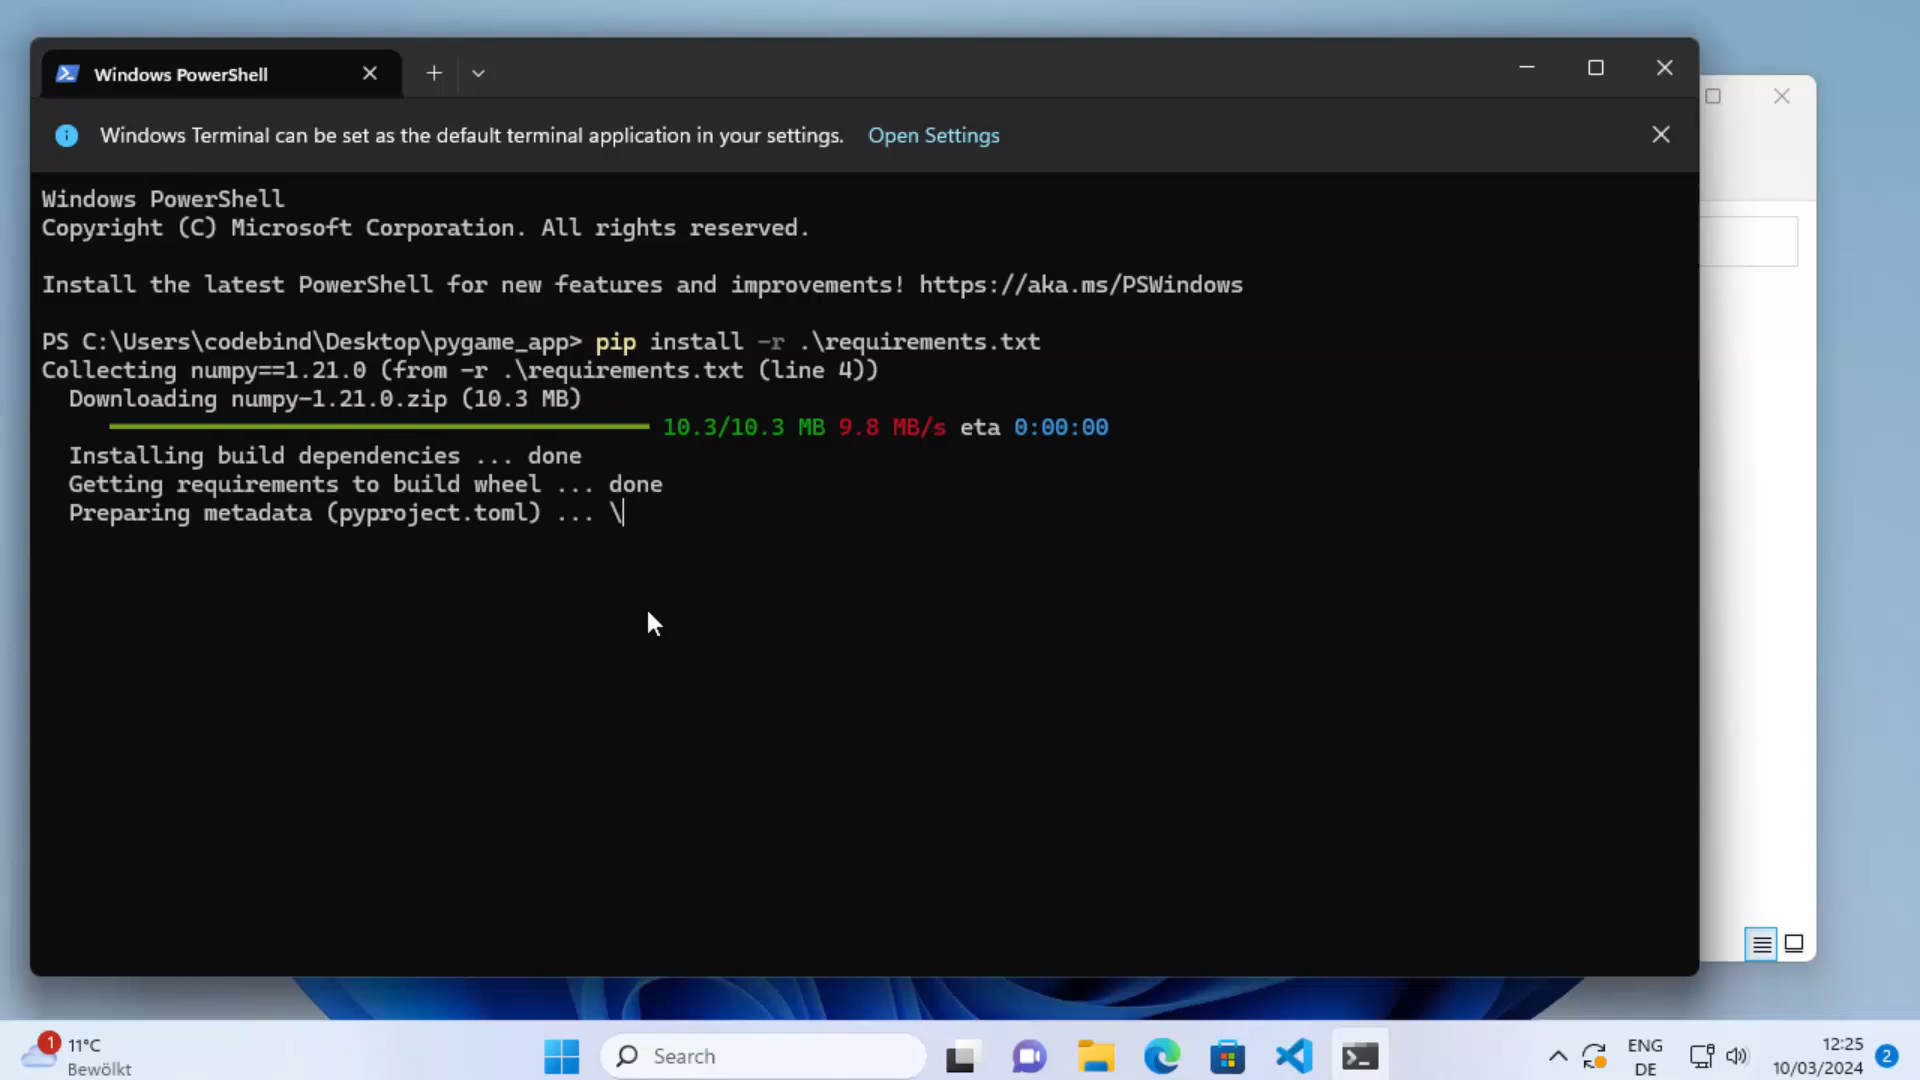 Windows PowerShell
Windows Terminal can be set as the default terminal application in your settings. Open Settings
Windows PowerShell
Copyright (C) Microsoft Corporation. All rights reserved.
Install the latest PowerShell for new features and improvements! https://aka.ms/PSWindows
PS C:\Users\codebind\Desktop\pygame_app> pip install -r .\requirements.txt
Collecting numpy==1.21.0 (from -r .\requirements.txt (line 4))
Downloading numpy-1.21.0.zip (10.3 MB)
10.3/10.3 MB 9.8 MB/s eta 0:00:00
Installing build dependencies ... done
Getting requirements to build wheel ... done
Preparing metadata (pyproject.toml) ... \
1
11°C
Bewölkt
Search
ENG
DE
12:25
10/03/2024
2